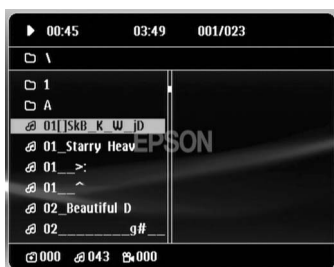 00:45 03:49 001/023
\
1
A
01[]SkB_K_W_jD
01_Starry Heav
EPSON
01__>:
01__^
02_Beautiful D
02________g#__
000 043 000